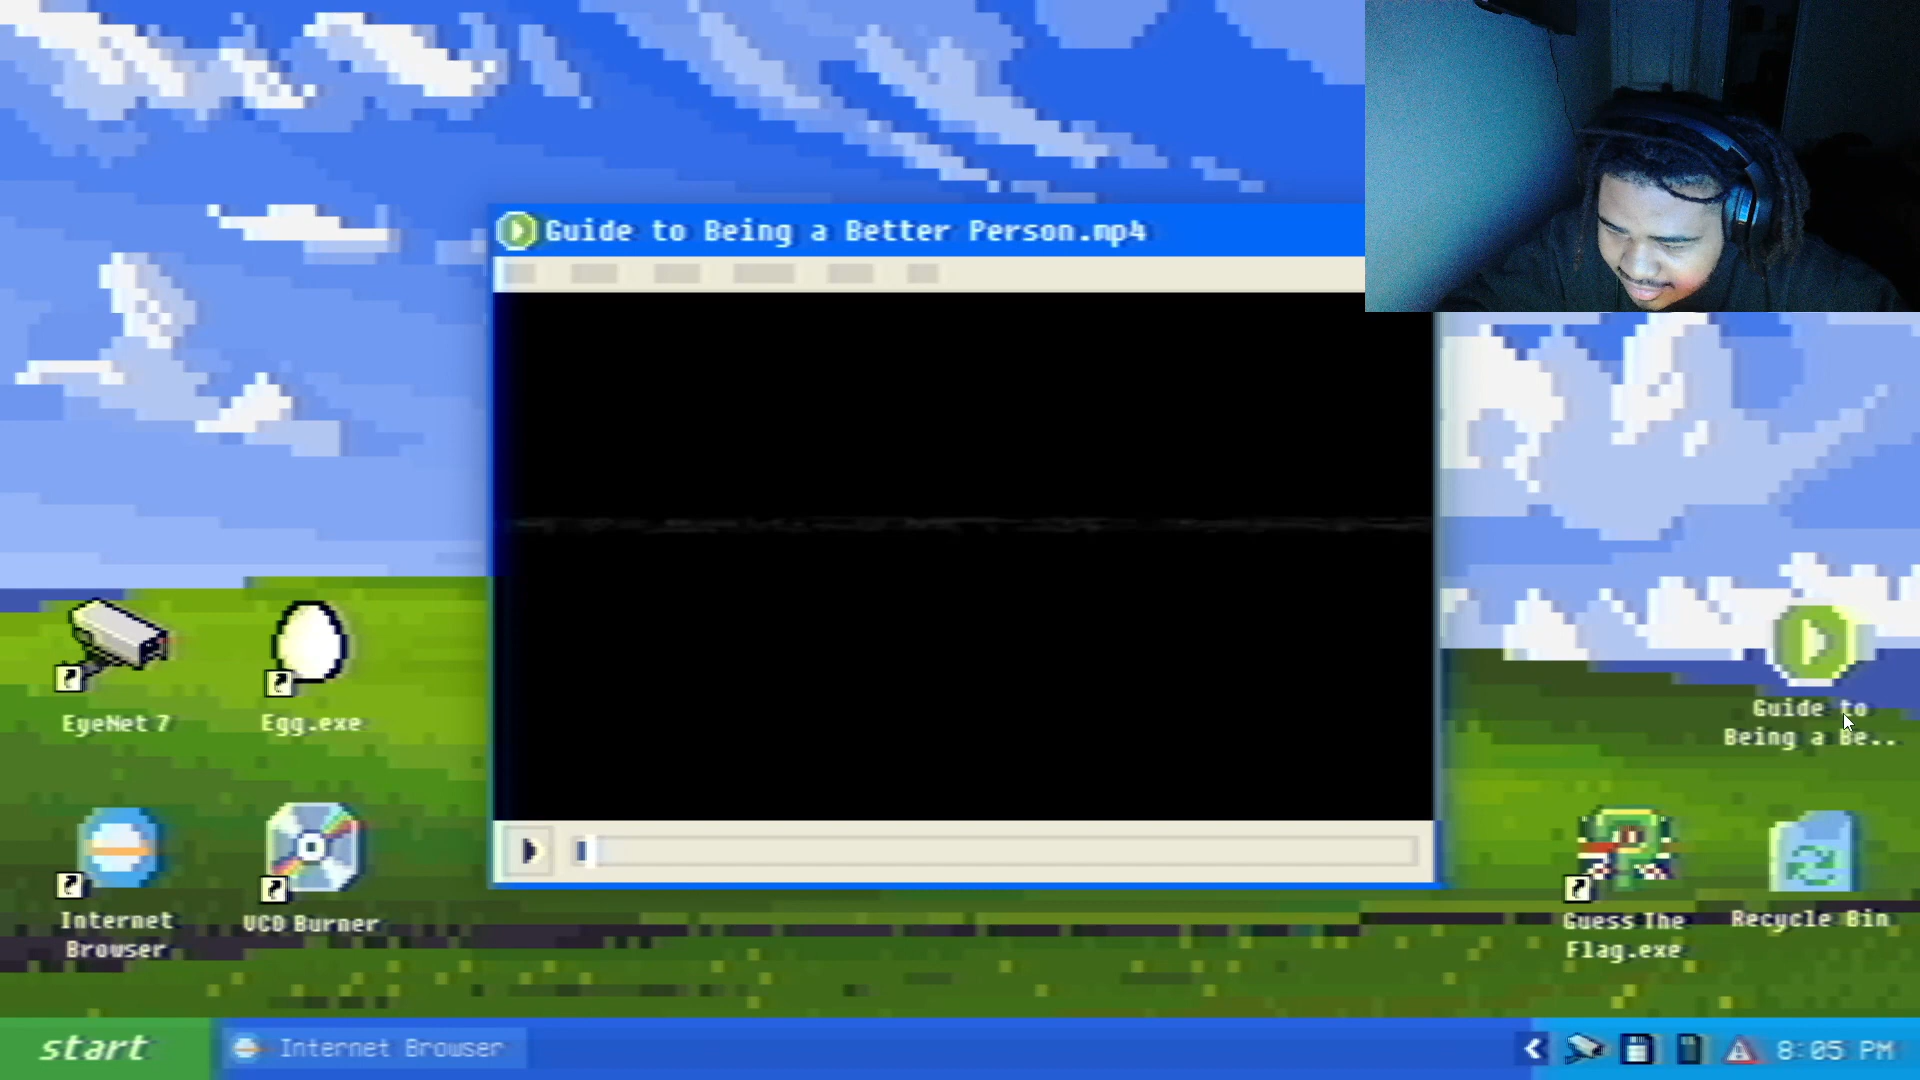 Guide to Being a Better Person.mp4
EyeNet 7
Egg.exe
Guide to
Being a Be..
Internet
Browser
VCD Burner
Guess The
Flag.exe
Recycle Bin
start
Internet Browser
8:05 PM